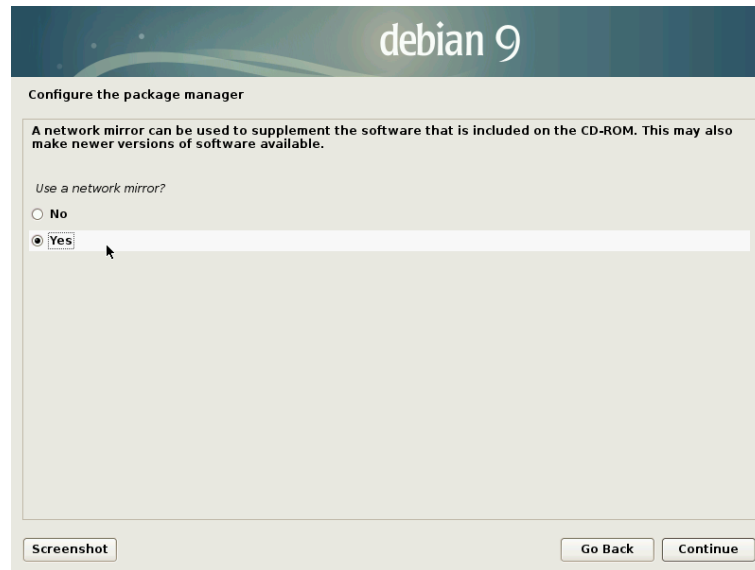 debian 9
Configure the package manager
A network mirror can be used to supplement the software that is included on the CD-ROM. This may also
make newer versions of software available.
Use a network mirror?
No
Yes
Screenshot
Go Back
Continue